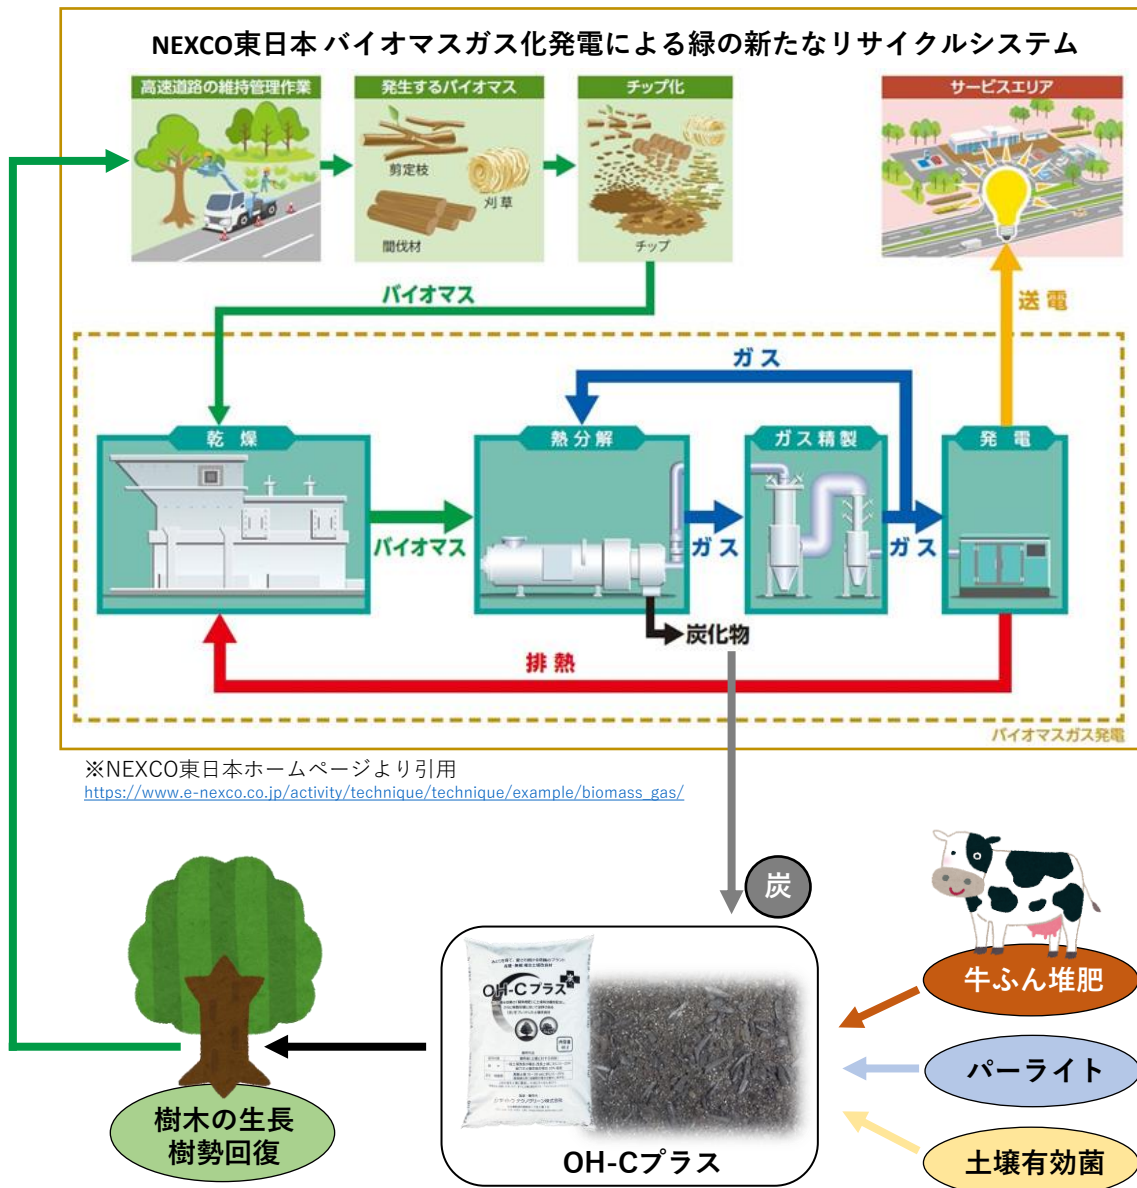 NEXCO東日本 バイオマスガス化発電による緑の新たなリサイクルシステム
高速道路の維持管理作業
発生するバイオマス
チップ化
サービスエリア
剪定枝
刈草
間伐材
チップ
バイオマス
送電
ガス
乾燥
熱分解
ガス精製
発電
バイオマス
ガス
ガス
炭化物
排熱
バイオマスガス発電
※NEXCO東日本ホームページより引用
https://www.e-nexco.co.jp/activity/technique/technique/example/biomass_gas/
炭
牛ふん堆肥
OH-Cプラス
パーライト
樹木の生長
樹勢回復
OH-Cプラス
土壌有効菌